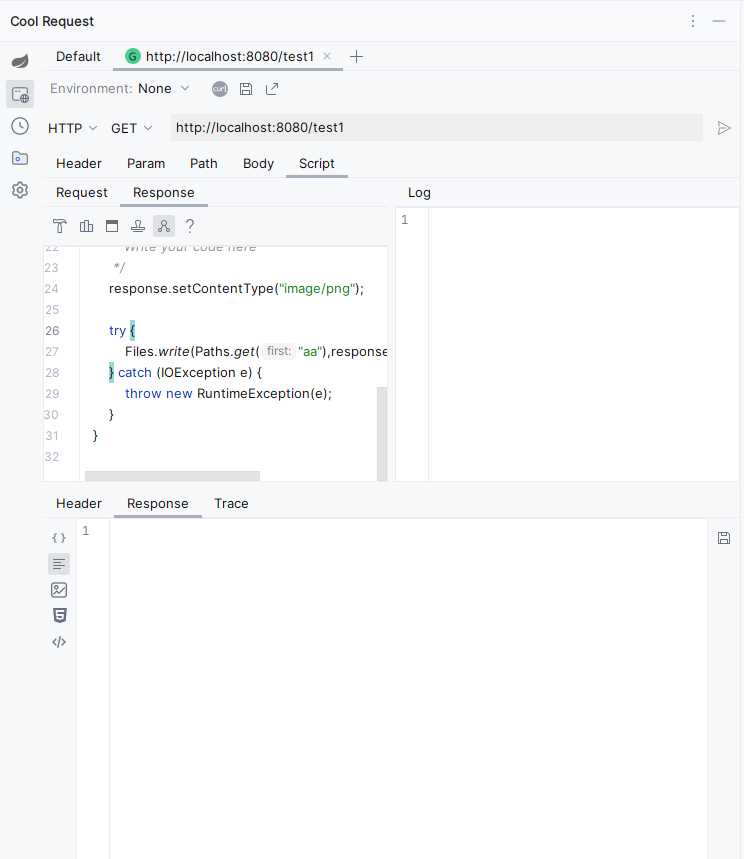 Cool Request
Default
G http://localhost:8080/test1
Environment: None
curl
HTTP GET http://localhost:8080/test1
Header Param Path Body Script
Request Response Log
?
22 Write your code here
23 */
24 response.setContentType("image/png");
25
26 try {
27 Files.write(Paths.get( first: "aa"),response
28 } catch (IOException e) {
29 throw new RuntimeException(e);
30 }
31 }
32
1
Header Response Trace
{ }
1
5
</>